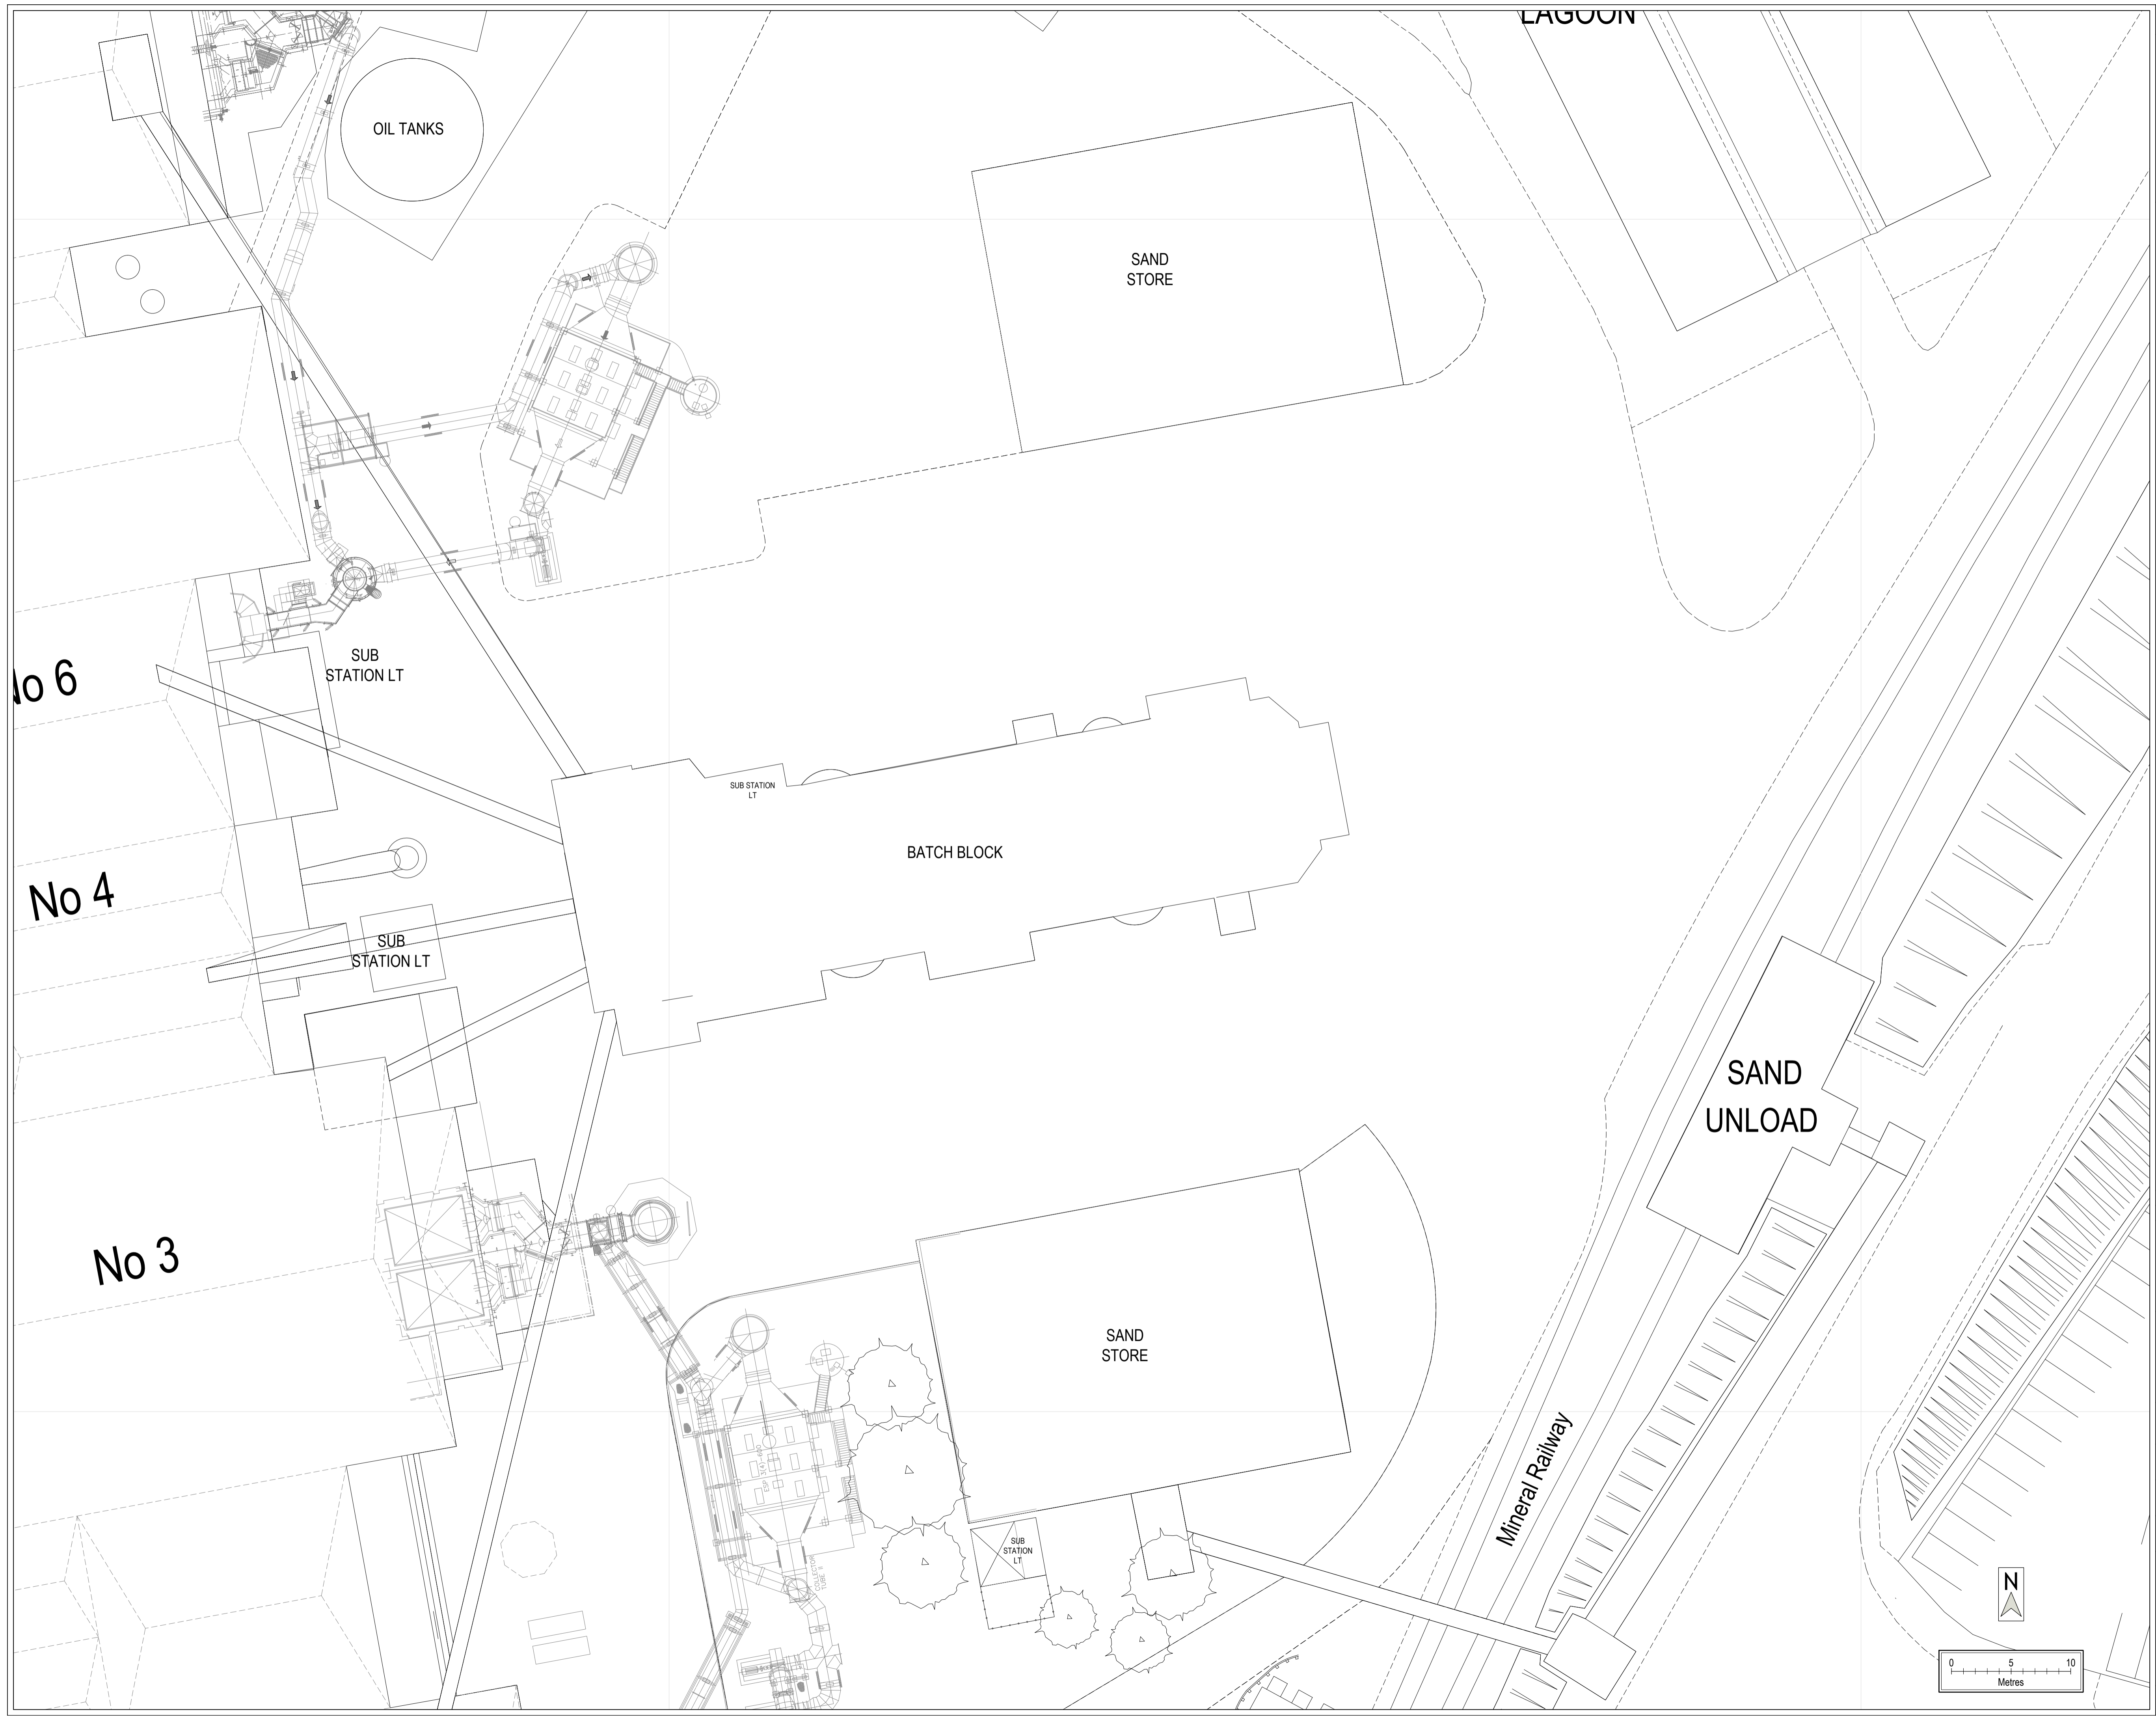 LAGOON
OIL TANKS
SAND
STORE
SUB
STATION LT
No 6
SUB STATION
LT
BATCH BLOCK
No 4
SUB
STATION LT
SAND
UNLOAD
No 3
SAND
STORE
Mineral Railway
SUB
STATION
LT
N
0 5 10
Metres